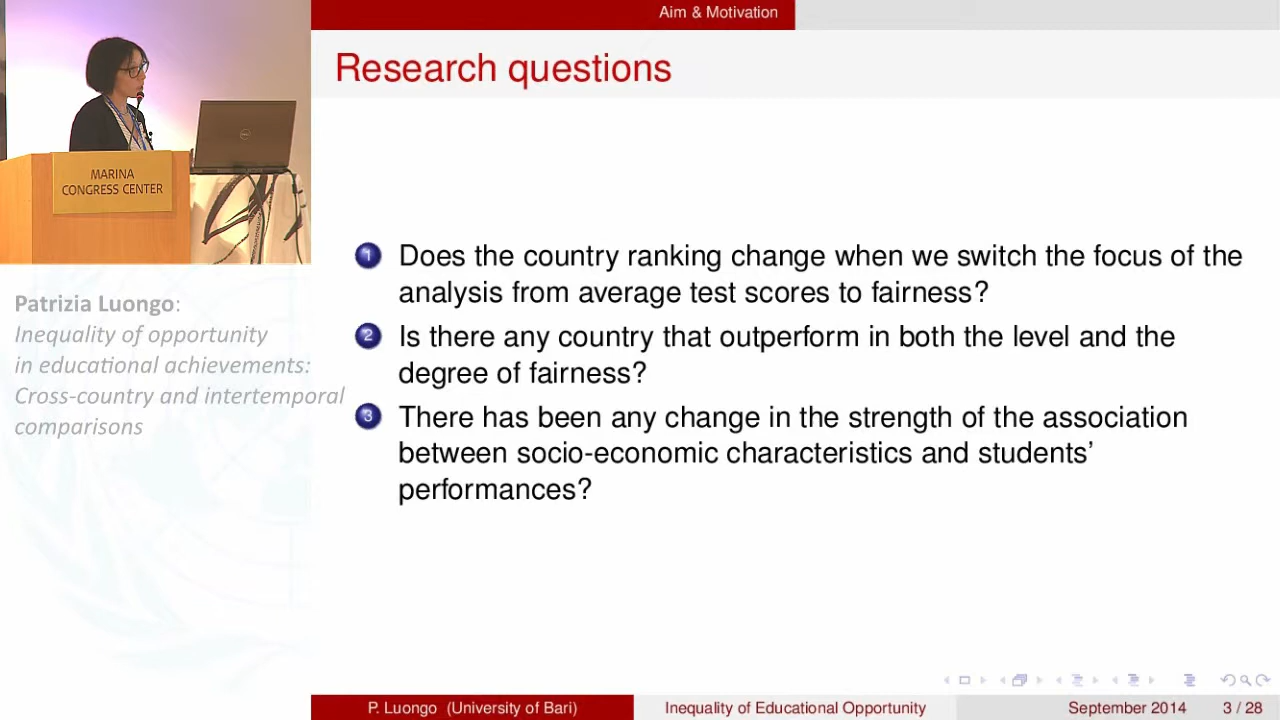 Aim & Motivation
Research questions
MARINA
CONGRESS CENTER
Patrizia Luongo:
Inequality of opportunity
in educational achievements:
Cross-country and intertemporal
comparisons
1 Does the country ranking change when we switch the focus of the
analysis from average test scores to fairness?
2 Is there any country that outperform in both the level and the
degree of fairness?
3 There has been any change in the strength of the association
between socio-economic characteristics and students'
performances?
P. Luongo (University of Bari) Inequality of Educational Opportunity September 2014 3 / 28